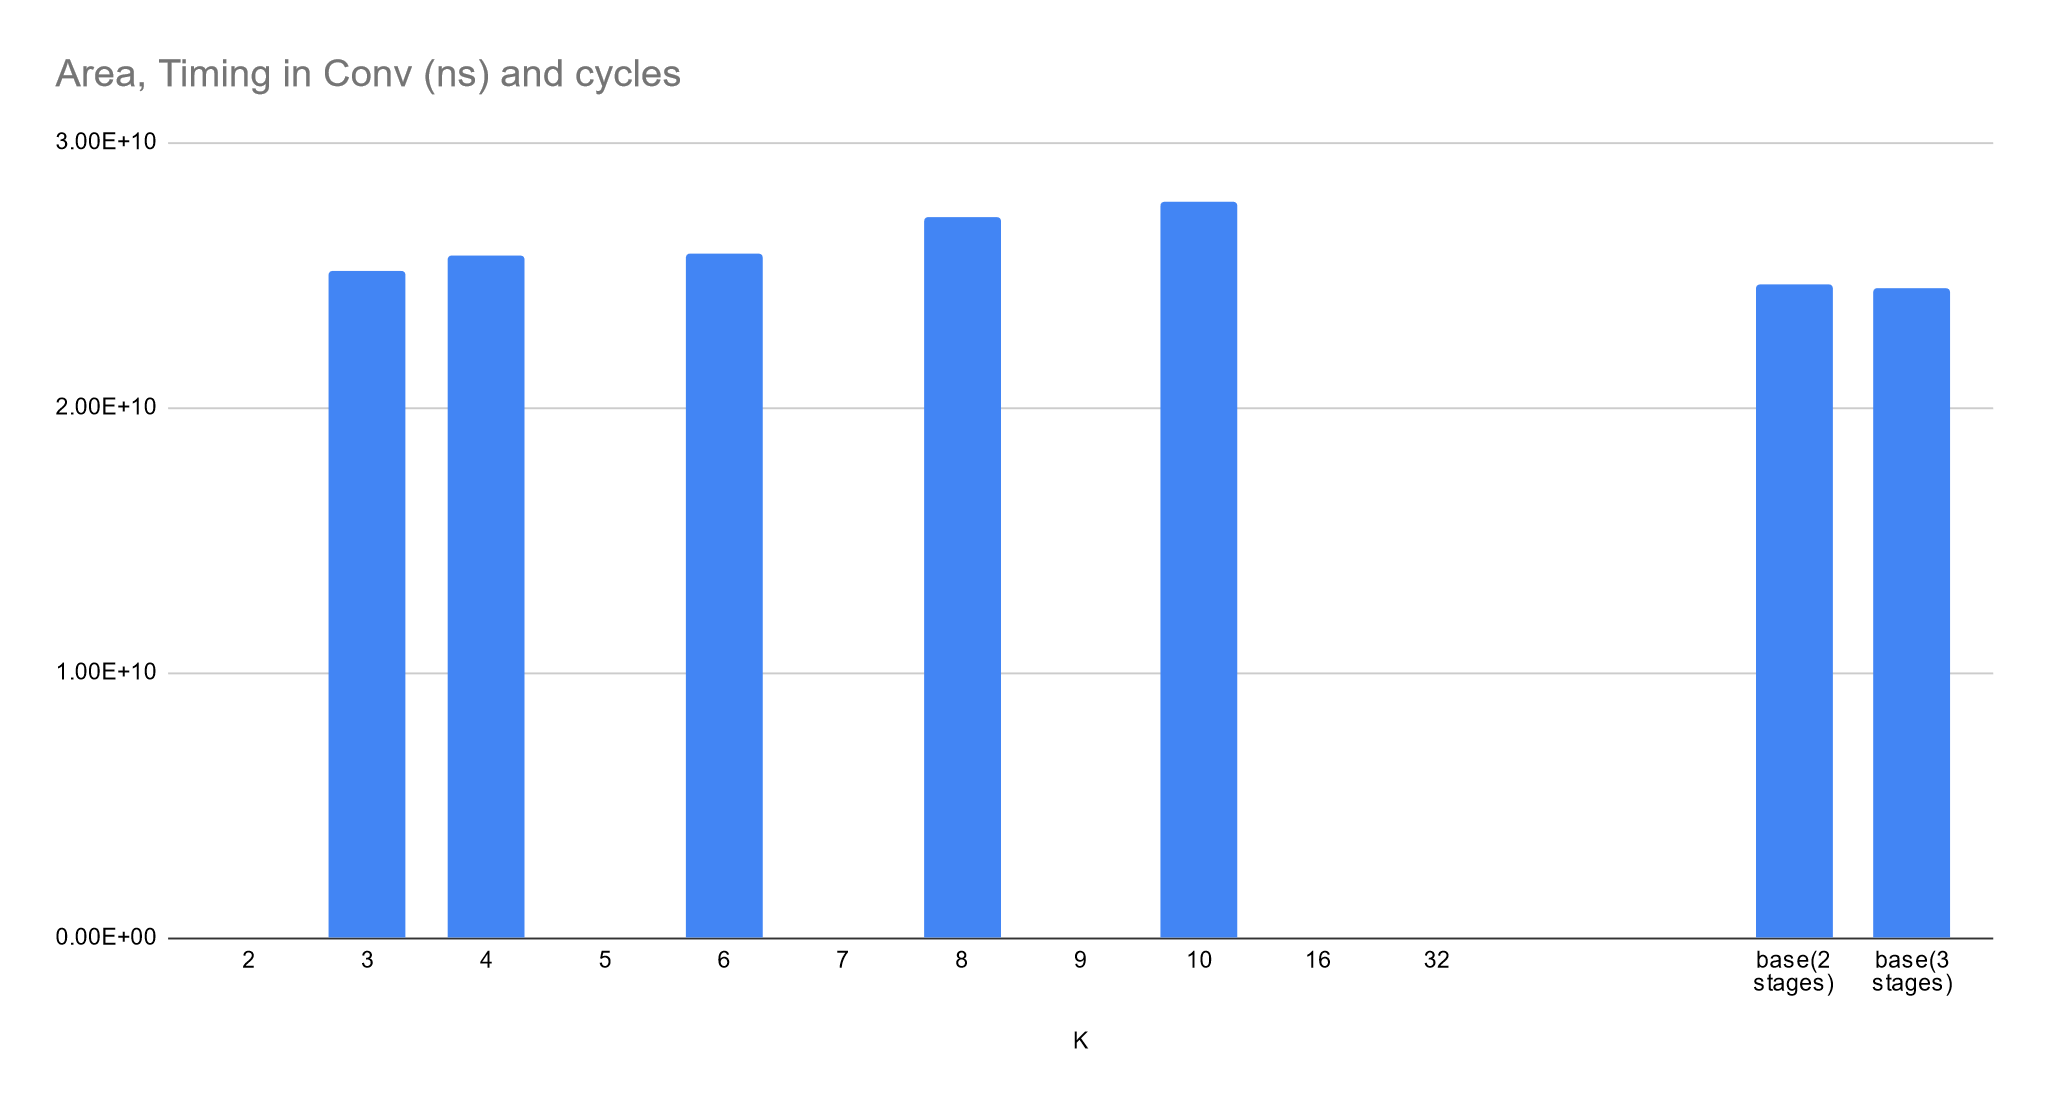 Area, Timing in Conv (ns) and cycles
3.00E+10
2.00E+10
1.00E+10
0.00E+00
2 3 4 5 6 7 8 9 10 16 32 base(2 base(3
stages) stages)
K